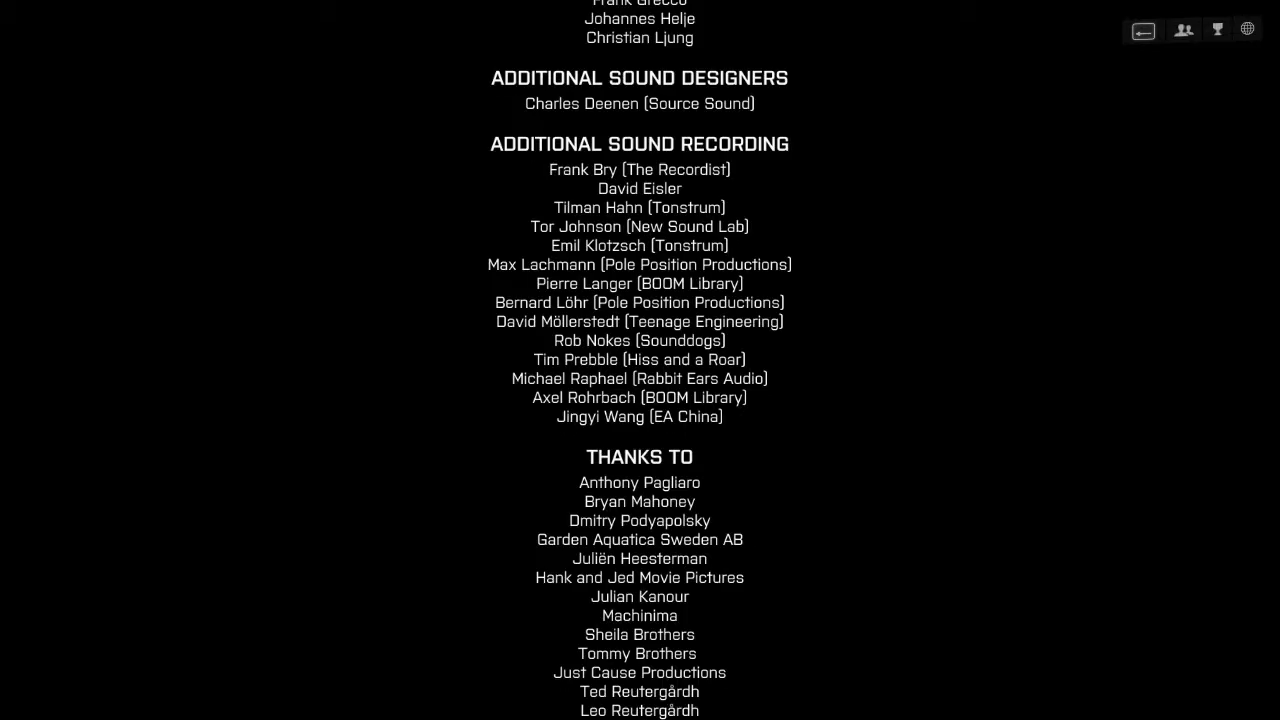 Frank Grecco
Johannes Helje
Christian Ljung
ADDITIONAL SOUND DESIGNERS
Charles Deenen (Source Sound)
ADDITIONAL SOUND RECORDING
Frank Bry (The Recordist)
David Eisler
Tilman Hahn (Tonstrum)
Tor Johnson (New Sound Lab)
Emil Klotzsch (Tonstrum)
Max Lachmann (Pole Position Productions)
Pierre Langer (BOOM Library)
Bernard Löhr (Pole Position Productions)
David Möllerstedt (Teenage Engineering)
Rob Nokes (Sounddogs)
Tim Prebble (Hiss and a Roar)
Michael Raphael (Rabbit Ears Audio)
Axel Rohrbach (BOOM Library)
Jingyi Wang (EA China)
THANKS TO
Anthony Pagliaro
Bryan Mahoney
Dmitry Podyapolsky
Garden Aquatica Sweden AB
Juliën Heesterman
Hank and Jed Movie Pictures
Julian Kanour
Machinima
Sheila Brothers
Tommy Brothers
Just Cause Productions
Ted Reutergårdh
Leo Reutergårdh